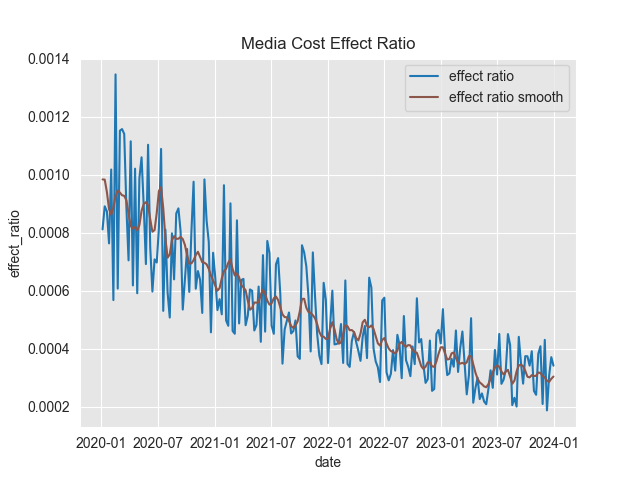 Media Cost Effect Ratio
effect ratio
effect ratio smooth
0.0014
0.0012
0.0010
0.0008
0.0006
0.0004
0.0002
effect_ratio
2020-01 2020-07 2021-01 2021-07 2022-01 2022-07 2023-01 2023-07 2024-01
date